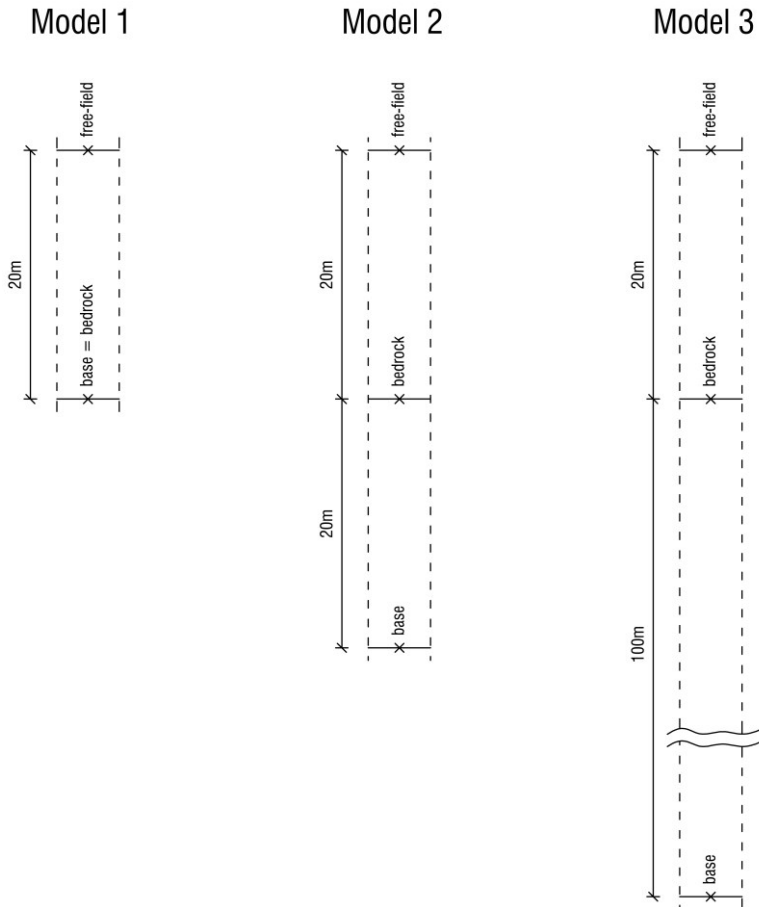 Model 1
free-field
20m
base = bedrock
Model 2
free-field
20m
bedrock
20m
base
Model 3
free-field
20m
bedrock
100m
base